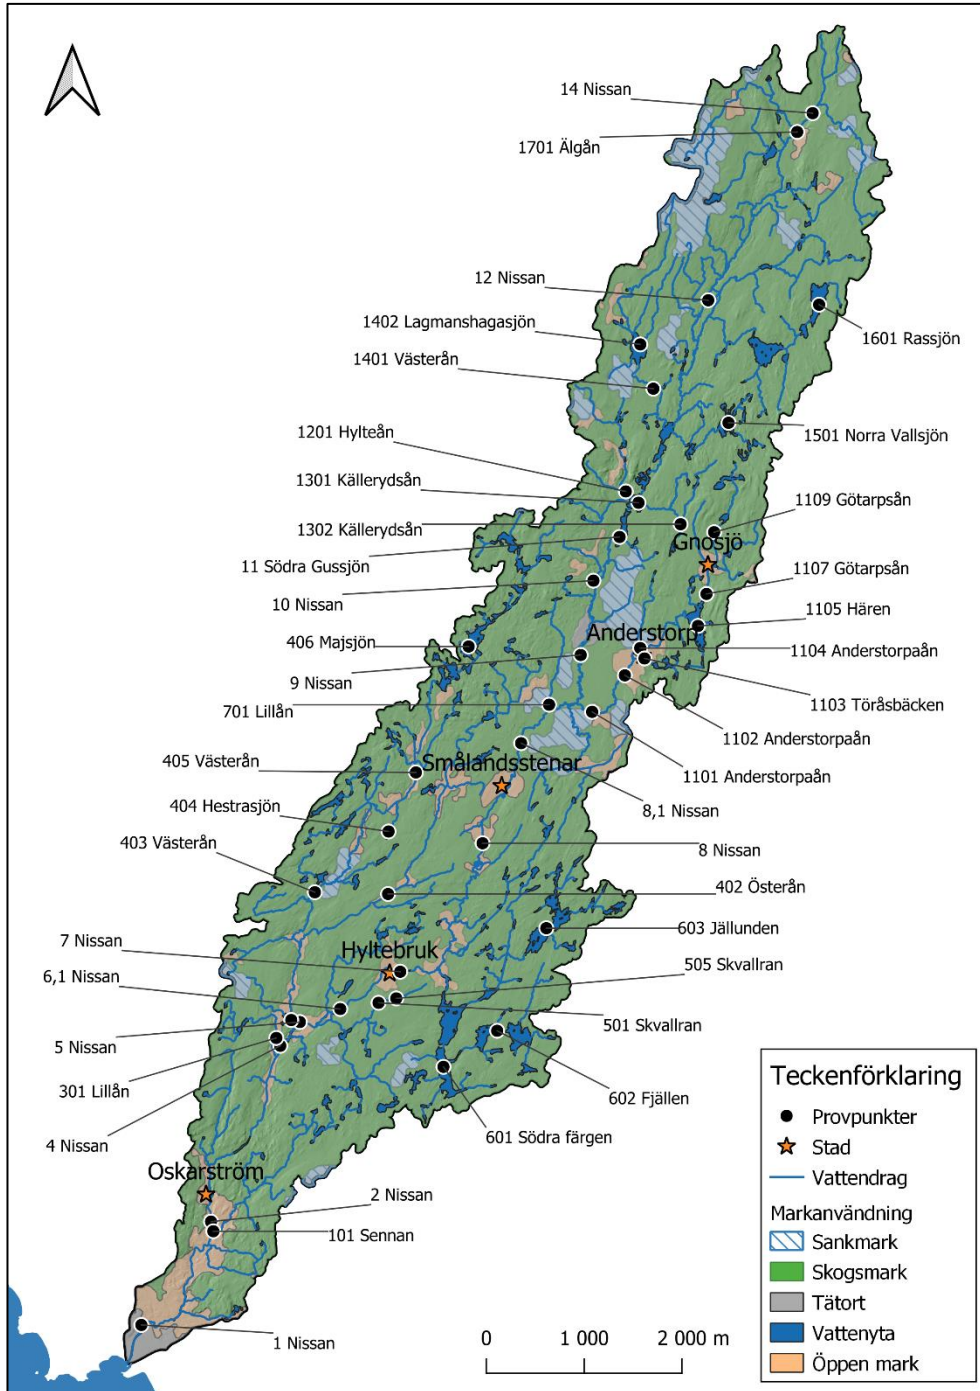 14 Nissan
1701 Älgån
12 Nissan
1402 Lagmanshagasjön
1601 Rassjön
1401 Västerån
1201 Hylteån
1501 Norra Vallsjön
1301 Källerydsån
1302 Källerydsån
1109 Götarpsån
Gnosjö
11 Södra Gussjön
1107 Götarpsån
10 Nissan
1105 Hären
406 Majsjön
Anderstorp
1104 Anderstorpaån
9 Nissan
1103 Töråsbäcken
701 Lillån
1102 Anderstorpaån
405 Västerån
Smålandsstenar
1101 Anderstorpaån
8,1 Nissan
404 Hestrasjön
403 Västerån
8 Nissan
402 Österån
7 Nissan
603 Jällunden
Hyltebruk
6,1 Nissan
505 Skvallran
501 Skvallran
5 Nissan
301 Lillån
602 Fjällen
4 Nissan
601 Södra färgen
Oskarström
2 Nissan
101 Sennan
1 Nissan
0 1 000 2 000 m
Teckenförklaring
Provpunkter
Stad
Vattendrag
Markanvändning
Sankmark
Skogsmark
Tätort
Vattenyta
Öppen mark